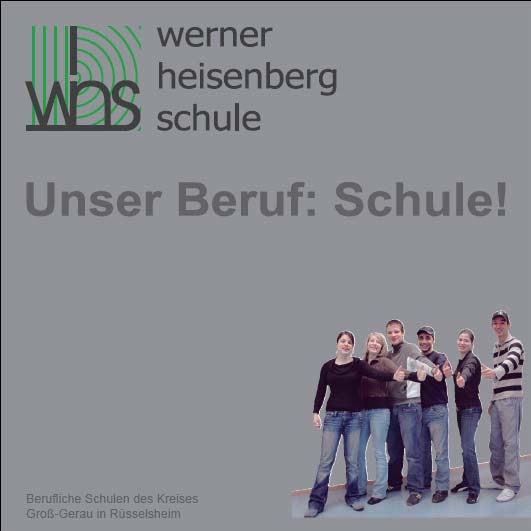 whs
werner
heisenberg
schule
Unser Beruf: Schule!
Berufliche Schulen des Kreises
Groß-Gerau in Rüsselsheim